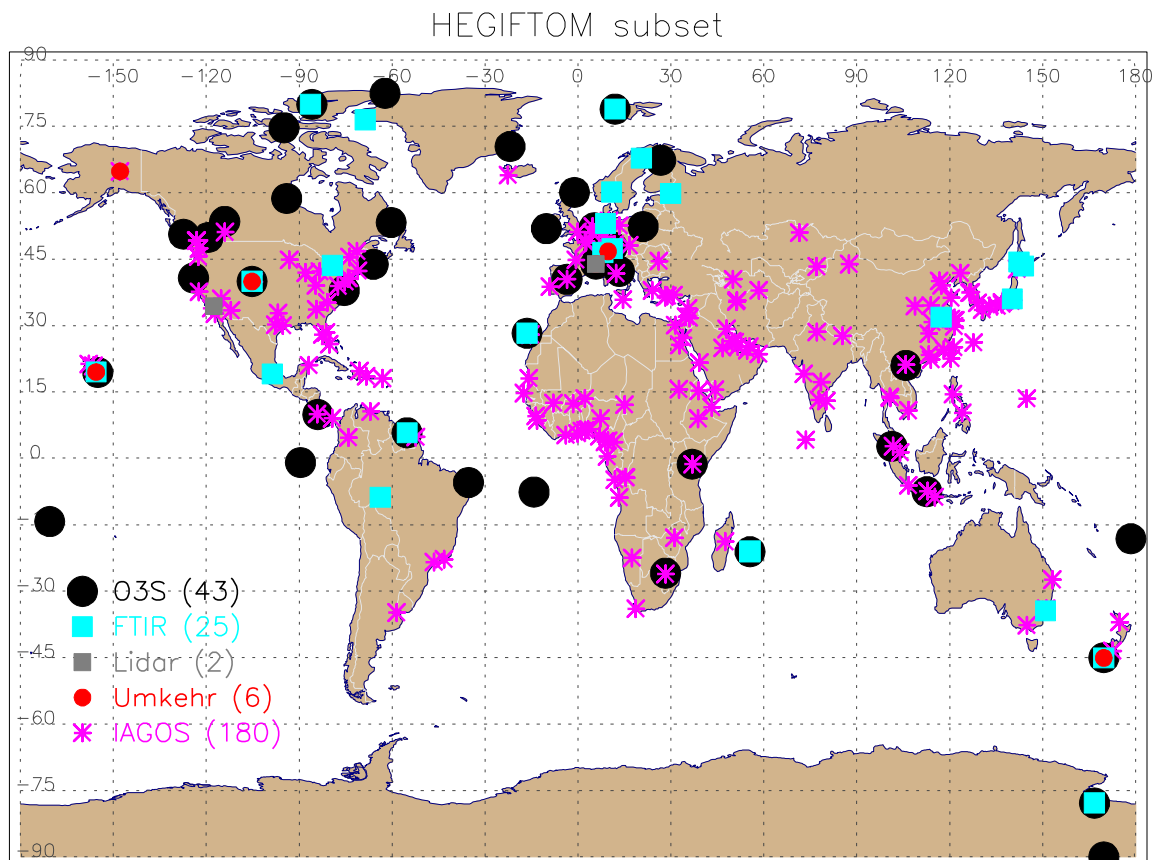 HEGIFTOM subset
90
−150 −120 −90 −60 −30 0 30 60 90 120 150 180
75
60
45
30
15
0
−30
−45
−60
−75
−90
O3S (43)
FTIR (25)
Lidar (2)
Umkehr (6)
IAGOS (180)